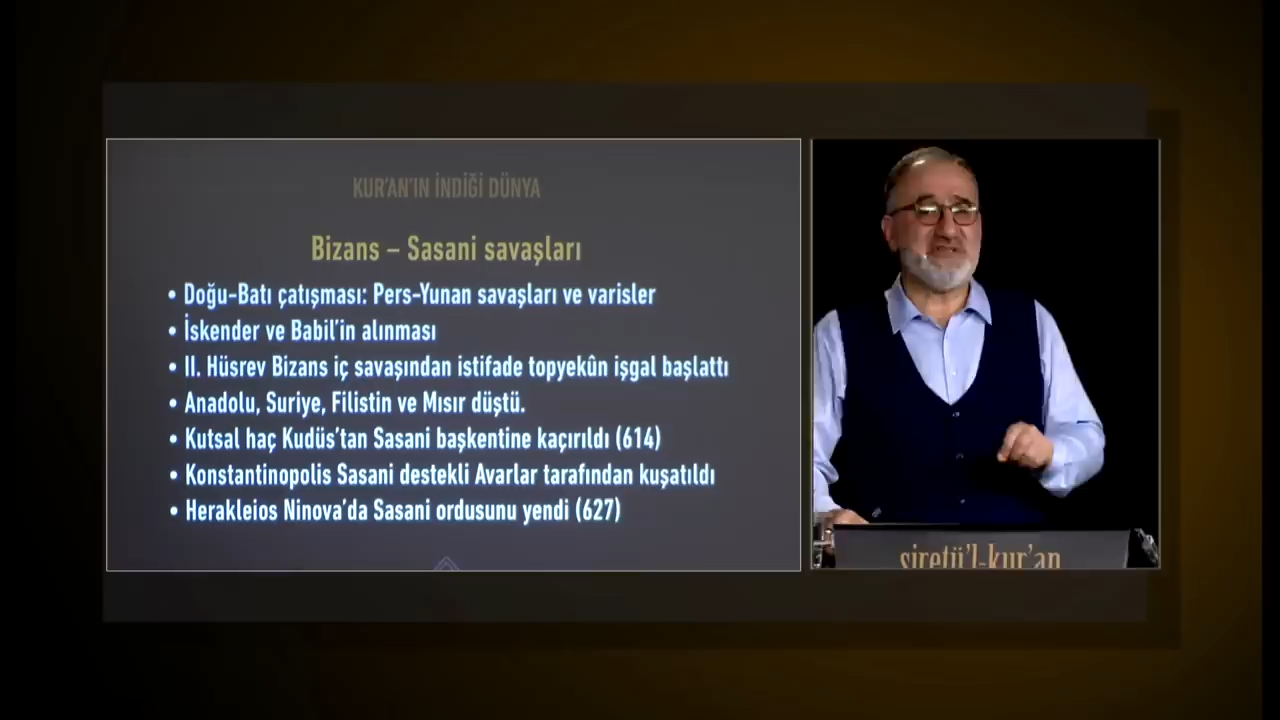 KUR'AN'IN İNDİĞİ DÜNYA
Bizans – Sasani savaşları
• Doğu-Batı çatışması: Pers-Yunan savaşları ve varisler
• İskender ve Babil'in alınması
• II. Hüsrev Bizans iç savaşından istifade topyekûn işgal başlattı
• Anadolu, Suriye, Filistin ve Mısır düştü.
• Kutsal haç Kudüs'tan Sasani başkentine kaçırıldı (614)
• Konstantinopolis Sasani destekli Avarlar tarafından kuşatıldı
• Herakleios Ninova'da Sasani ordusunu yendi (627)
siretü'l-kur'an